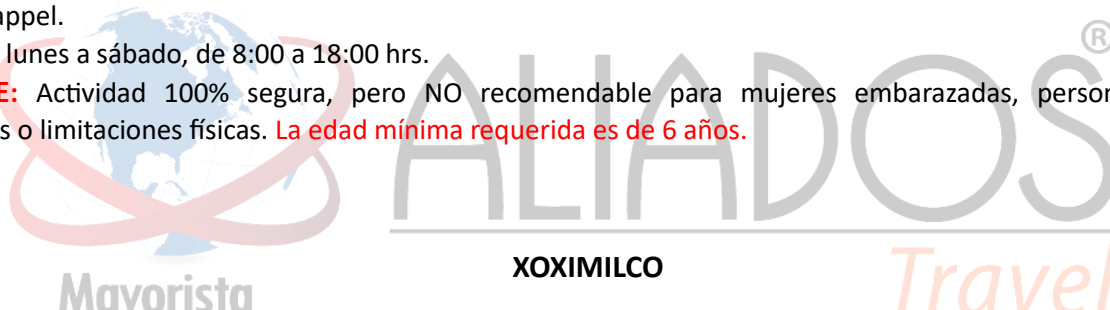 appel.
lunes a sábado, de 8:00 a 18:00 hrs.
E: Actividad 100% segura, pero NO recomendable para mujeres embarazadas, person
s o limitaciones físicas. La edad mínima requerida es de 6 años.
ALIADOS ®
XOXIMILCO
Travel
Mayorista